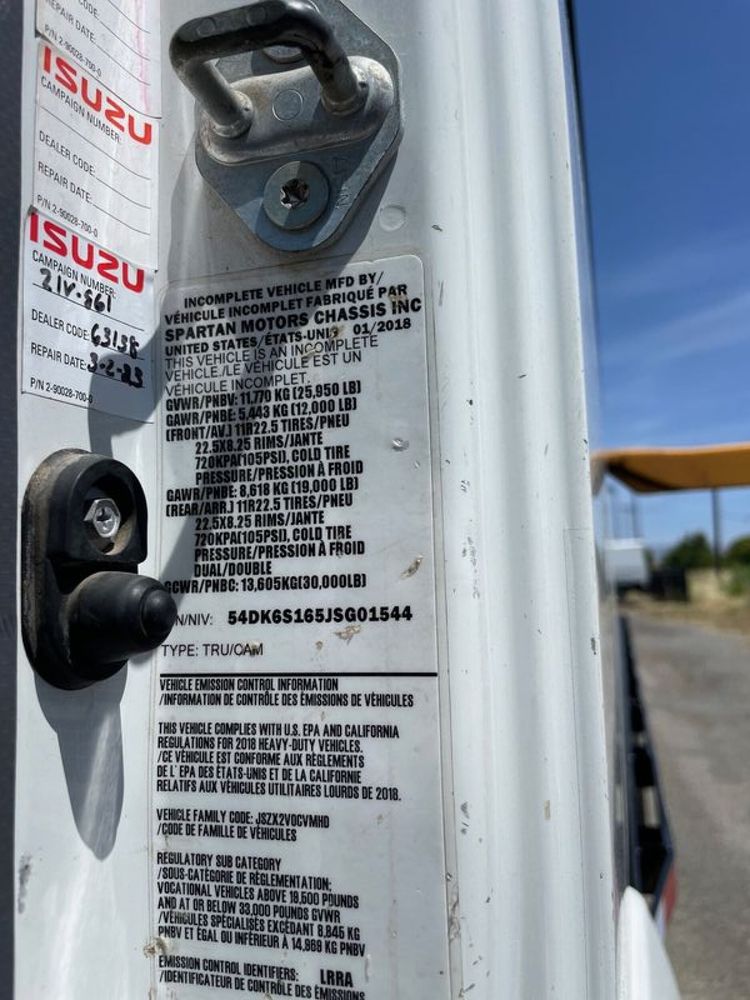 CODE:
REPAIR DATE:
P/N 2-90028-700-0
ISUZU
CAMPAIGN NUMBER:
DEALER CODE:
REPAIR DATE:
P/N 2-90028-700-0
ISUZU
CAMPAIGN NUMBER:
21V-S61
DEALER CODE: 63138
REPAIR DATE: 3-2-23
P/N 2-90028-700-0
INCOMPLETE VEHICLE MFD BY/
VÉHICULE INCOMPLET FABRIQUÉ PAR
SPARTAN MOTORS CHASSIS INC
UNITED STATES/ÉTATS-UNIS 01/2018
THIS VEHICLE IS AN INCOMPLETE
VEHICLE./LE VÉHICULE EST UN
VÉHICULE INCOMPLET.
GVWR/PNBV: 11,770 KG (25,950 LB)
GAWR/PNBE: 5,443 KG (12,000 LB)
(FRONT/AV.) 11R22.5 TIRES/PNEU
22.5X8.25 RIMS/JANTE
720KPA(105PSI), COLD TIRE
PRESSURE/PRESSION À FROID
GAWR/PNBE: 8,618 KG (19,000 LB)
(REAR/ARR.) 11R22.5 TIRES/PNEU
22.5X8.25 RIMS/JANTE
720KPA(105PSI), COLD TIRE
PRESSURE/PRESSION À FROID
DUAL/DOUBLE
GCWR/PNBC: 13,605KG(30,000LB)
N/NIV: 54DK6S165JSG01544
TYPE: TRU/CAM
VEHICLE EMISSION CONTROL INFORMATION
/INFORMATION DE CONTRÔLE DES ÉMISSIONS DE VÉHICULES
THIS VEHICLE COMPLIES WITH U.S. EPA AND CALIFORNIA
REGULATIONS FOR 2018 HEAVY-DUTY VEHICLES.
/CE VÉHICULE EST CONFORME AUX RÈGLEMENTS
DE L' EPA DES ÉTATS-UNIS ET DE LA CALIFORNIE
RELATIFS AUX VÉHICULES UTILITAIRES LOURDS DE 2018.
VEHICLE FAMILY CODE: JSZX2VOCVMHD
/CODE DE FAMILLE DE VÉHICULES
REGULATORY SUB CATEGORY
/SOUS-CATÉGORIE DE RÉGLEMENTATION:
VOCATIONAL VEHICLES ABOVE 19,500 POUNDS
AND AT OR BELOW 33,000 POUNDS GVWR
/VÉHICULES SPÉCIALISÉS EXCÉDANT 8,845 KG
PNBV ET ÉGAL OU INFÉRIEUR À 14,969 KG PNBV
EMISSION CONTROL IDENTIFIERS: LRRA
/IDENTIFICATEUR DE CONTRÔLE DES ÉMISSIONS